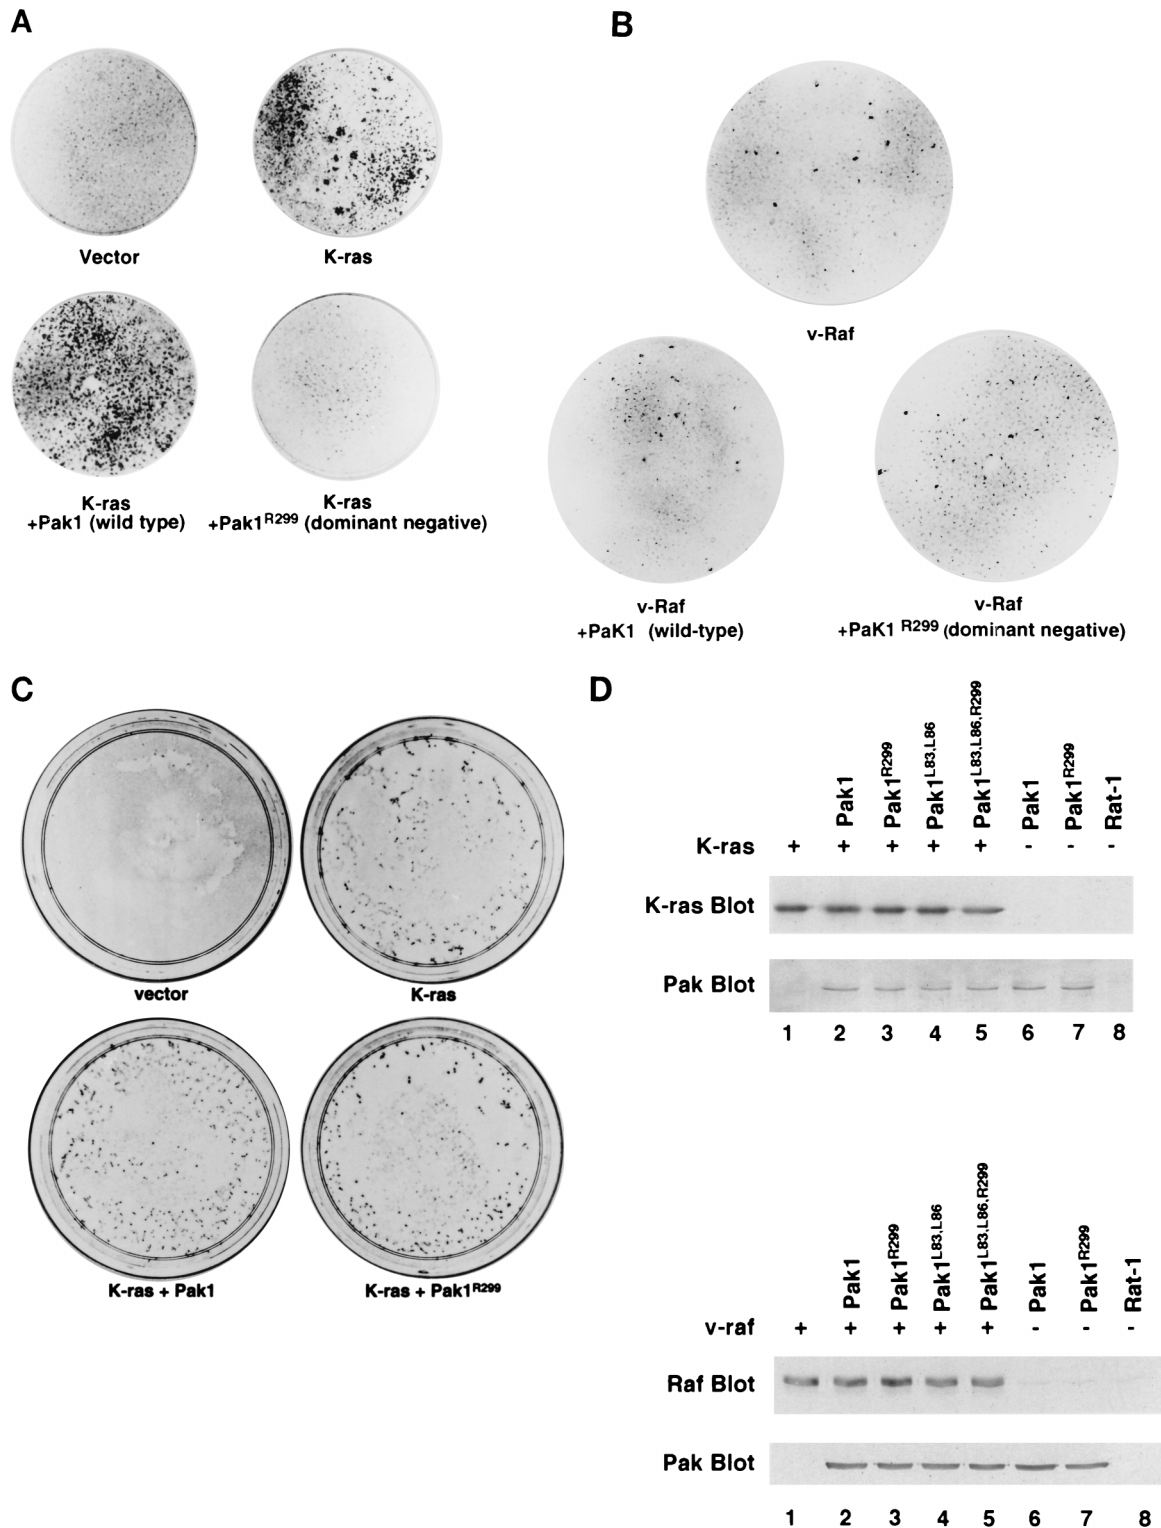 A
B
Vector
K-ras
K-ras
+Pak1 (wild type)
K-ras
+Pak1R299 (dominant negative)
v-Raf
v-Raf
+PaK1 (wild-type)
v-Raf
+PaK1 R299 (dominant negative)
C
D
vector
K-ras
K-ras + Pak1
K-ras + Pak1R299
Pak1
Pak1R299
Pak1L83,L86
Pak1L83,L86,R299
Pak1
Pak1R299
Rat-1
K-ras + + + + + - - -
K-ras Blot
Pak Blot
1 2 3 4 5 6 7 8
Pak1
Pak1R299
Pak1L83,L86
Pak1L83,L86,R299
Pak1
Pak1R299
Rat-1
v-raf + + + + + - - -
Raf Blot
Pak Blot
1 2 3 4 5 6 7 8